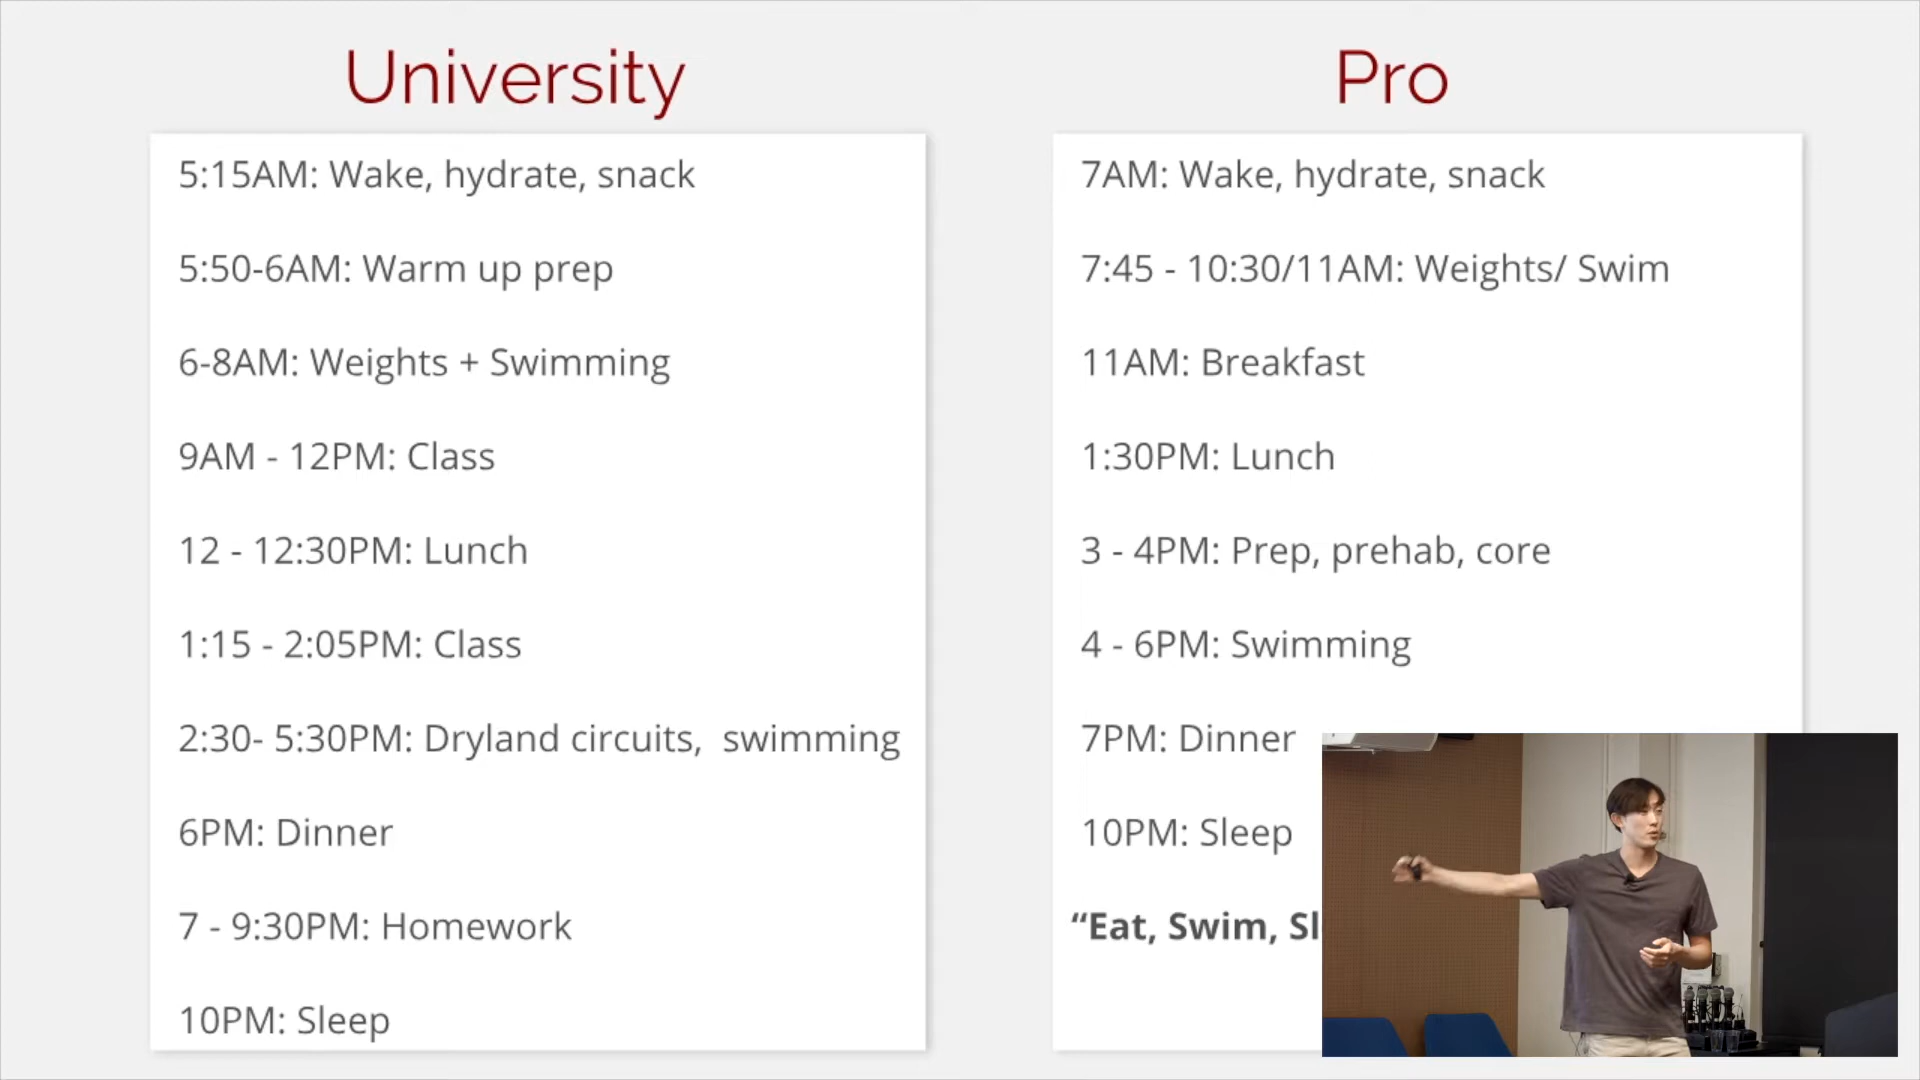 University
5:15AM: Wake, hydrate, snack
5:50-6AM: Warm up prep
6-8AM: Weights + Swimming
9AM - 12PM: Class
12 - 12:30PM: Lunch
1:15 - 2:05PM: Class
2:30- 5:30PM: Dryland circuits,  swimming
6PM: Dinner
7 - 9:30PM: Homework
10PM: Sleep
Pro
7AM: Wake, hydrate, snack
7:45 - 10:30/11AM: Weights/ Swim
11AM: Breakfast
1:30PM: Lunch
3 - 4PM: Prep, prehab, core
4 - 6PM: Swimming
7PM: Dinner
10PM: Sleep
“Eat, Swim,